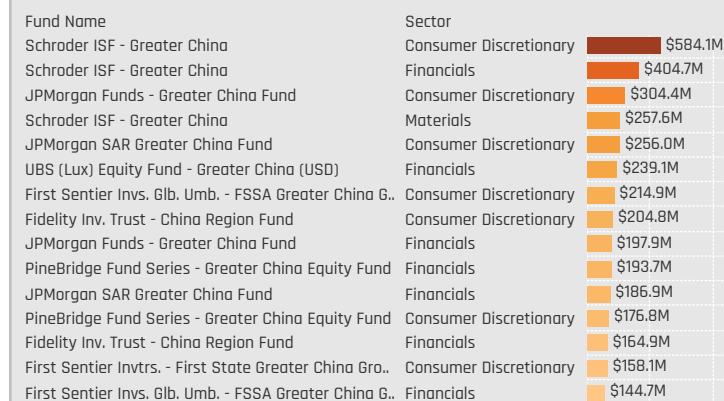 Fund Name Sector
Schroder ISF - Greater China Consumer Discretionary $584.1M
Schroder ISF - Greater China Financials $404.7M
JPMorgan Funds - Greater China Fund Consumer Discretionary $304.4M
Schroder ISF - Greater China Materials $257.6M
JPMorgan SAR Greater China Fund Consumer Discretionary $256.0M
UBS (Lux) Equity Fund - Greater China (USD) Financials $239.1M
First Sentier Invs. Glb. Umb. - FSSA Greater China G.. Consumer Discretionary $214.9M
Fidelity Inv. Trust - China Region Fund Consumer Discretionary $204.8M
JPMorgan Funds - Greater China Fund Financials $197.9M
PineBridge Fund Series - Greater China Equity Fund Financials $193.7M
JPMorgan SAR Greater China Fund Financials $186.9M
PineBridge Fund Series - Greater China Equity Fund Consumer Discretionary $176.8M
Fidelity Inv. Trust - China Region Fund Financials $164.9M
First Sentier Invtrs. - First State Greater China Gro.. Consumer Discretionary $158.1M
First Sentier Invs. Glb. Umb. - FSSA Greater China G.. Financials $144.7M